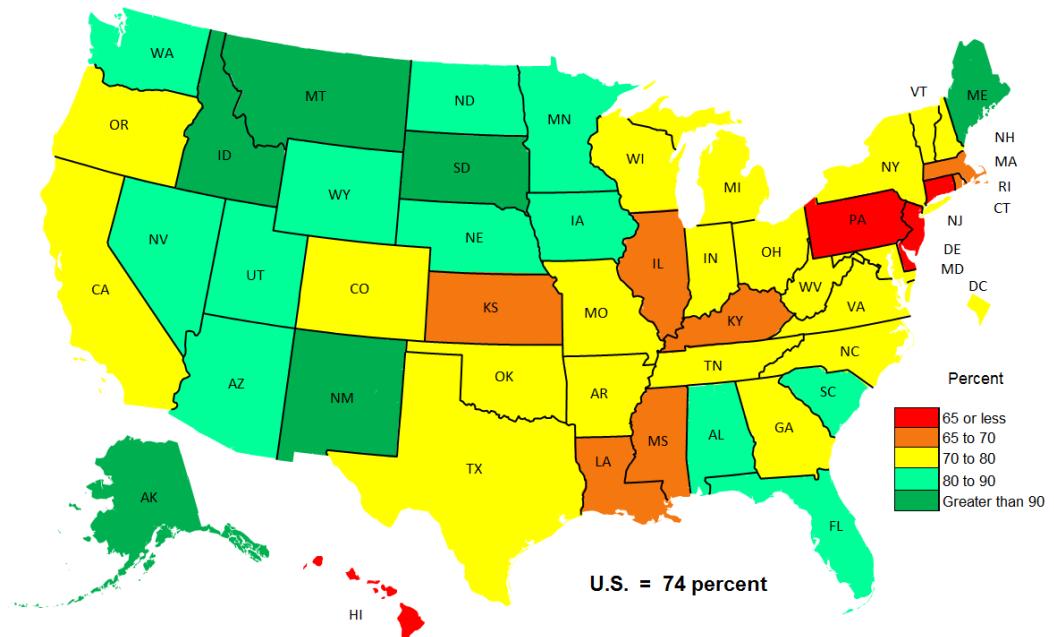 WA
MT
ND
MN
VT
ME
OR
ID
SD
WI
MI
NY
NH
MA
RI
CT
WY
IA
PA
NJ
NV
NE
IL
IN
OH
DE
MD
UT
CA
CO
KS
MO
WV
VA
DC
KY
NC
AZ
NM
OK
AR
TN
SC
TX
LA
MS
AL
GA
FL
AK
HI
Percent
65 or less
65 to 70
70 to 80
80 to 90
Greater than 90
U.S. = 74 percent